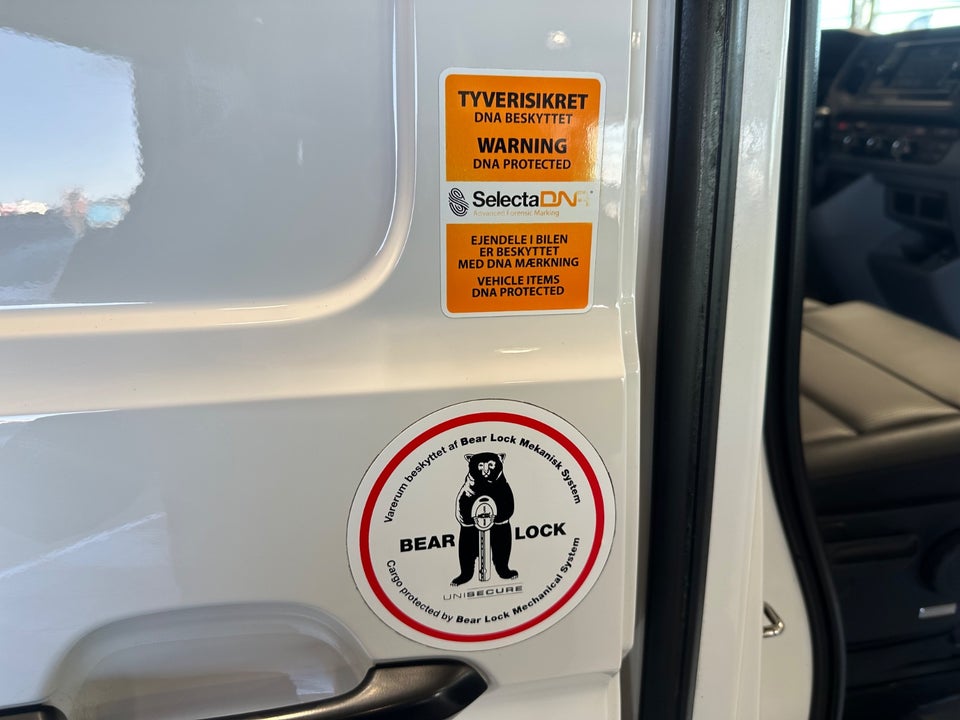 TYVERISIKRET
DNA BESKYTTET
WARNING
DNA PROTECTED
SelectaDNA
Advanced Forensic Marking
EJENDELE I BILEN
ER BESKYTTET
MED DNA MÆRKNING
VEHICLE ITEMS
DNA PROTECTED
Varerum beskyttet af Bear Lock Mekanisk System
BEAR LOCK
UNISECURE
Cargo protected by Bear Lock Mechanical System